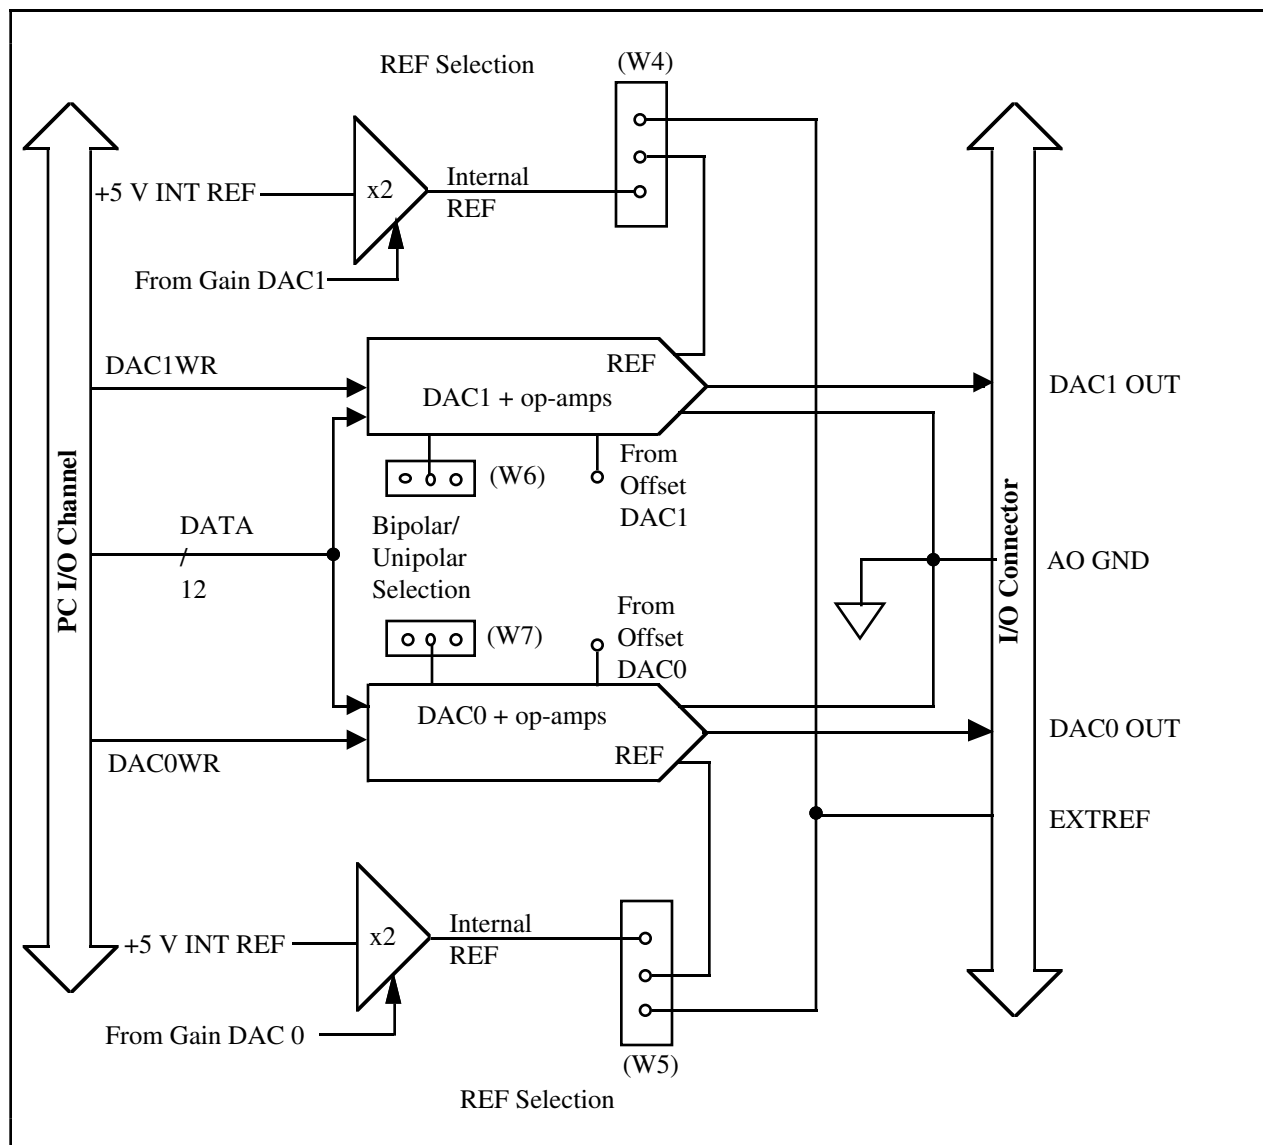 REF Selection
(W4)
+5 V INT REF
x2
Internal
REF
From Gain DAC1
DAC1WR
REF
DAC1 + op-amps
DAC1 OUT
(W6)
From
Offset
DAC1
PC I/O Channel
DATA
12
Bipolar/
Unipolar
Selection
I/O Connector
AO GND
(W7)
From
Offset
DAC0
DAC0 + op-amps
REF
DAC0WR
DAC0 OUT
EXTREF
+5 V INT REF
x2
Internal
REF
From Gain DAC 0
(W5)
REF Selection